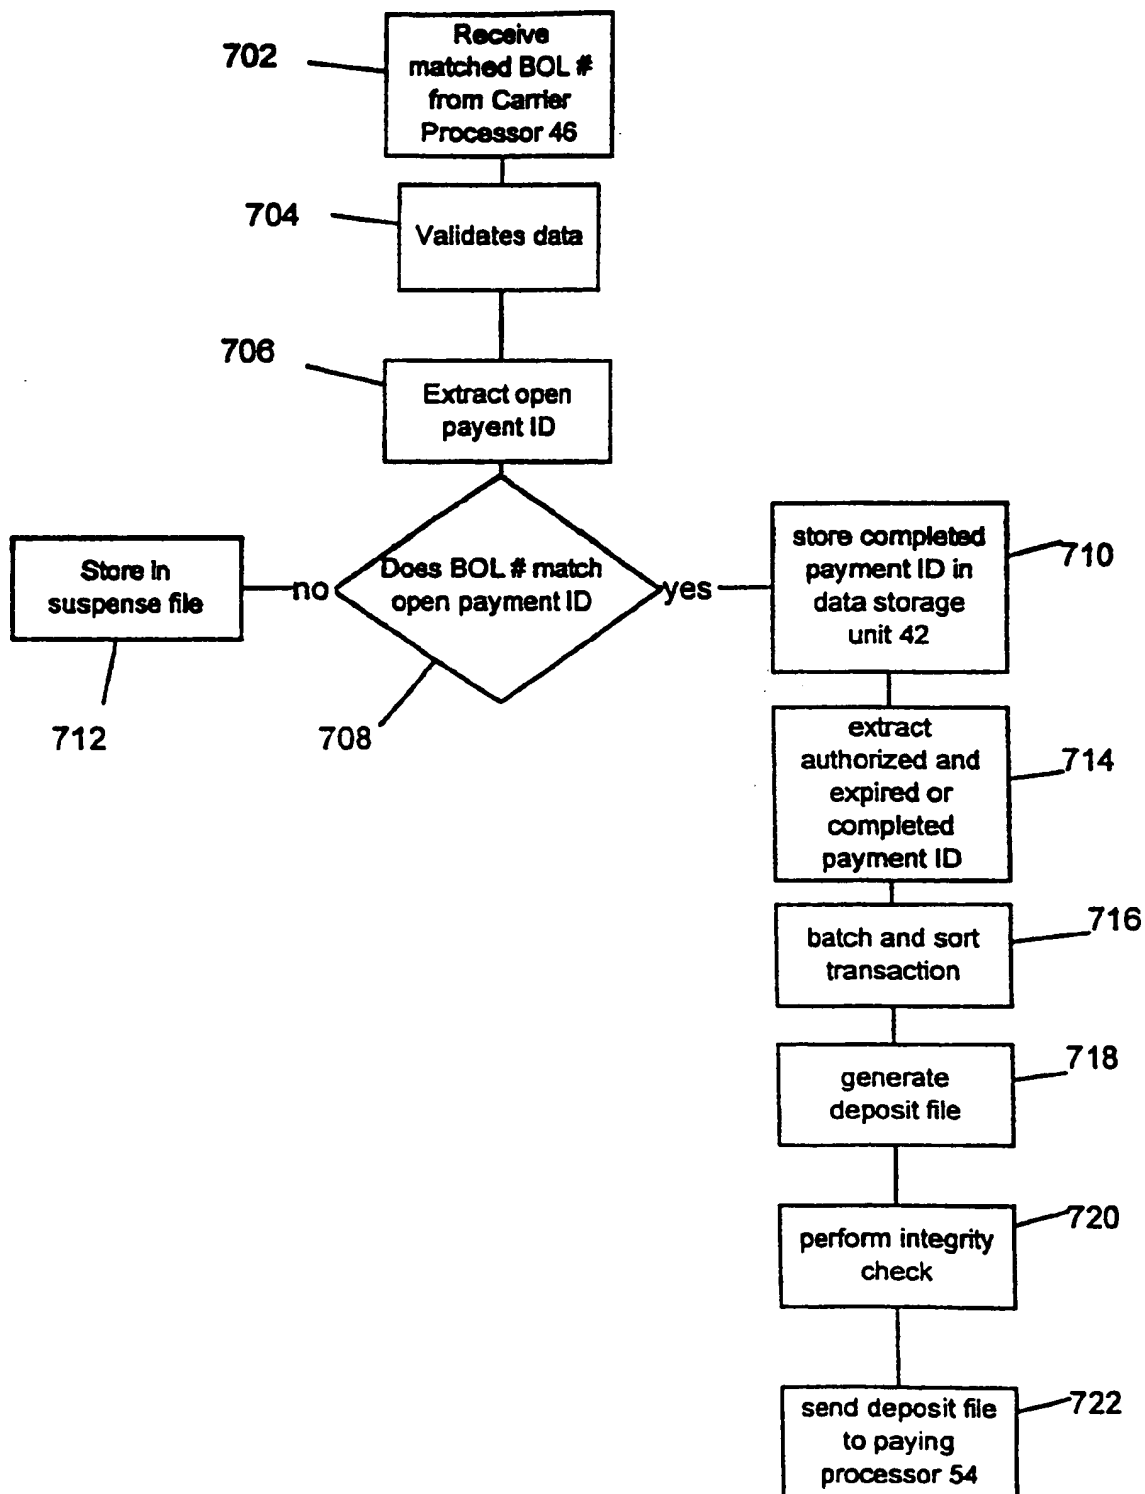 702
Receive
matched BOL #
from Carrier
Processor 46
704
Validates data
706
Extract open
payent ID
Does BOL # match
open payment ID
no
yes
708
Store in
suspense file
712
store completed
payment ID in
data storage
unit 42
710
extract
authorized and
expired or
completed
payment ID
714
batch and sort
transaction
716
generate
deposit file
718
perform integrity
check
720
send deposit file
to paying
processor 54
722